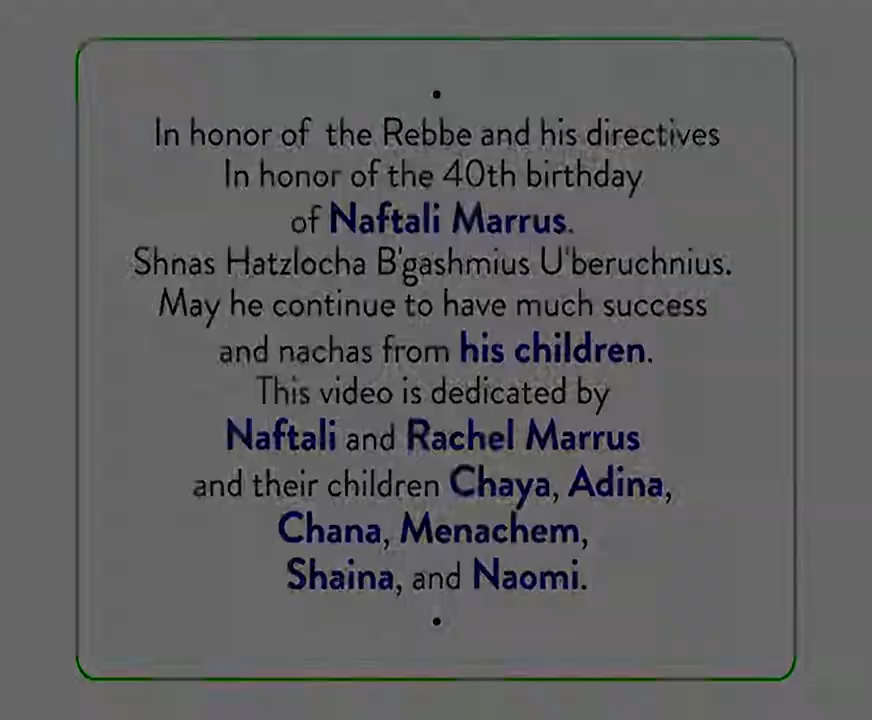 In honor of the Rebbe and his directives
In honor of the 40th birthday
of Naftali Marrus.
Shnas Hatzlocha B'gashmius U'beruchnius.
May he continue to have much success
and nachas from his children.
This video is dedicated by
Naftali and Rachel Marrus
and their children Chaya, Adina,
Chana, Menachem,
Shaina, and Naomi.